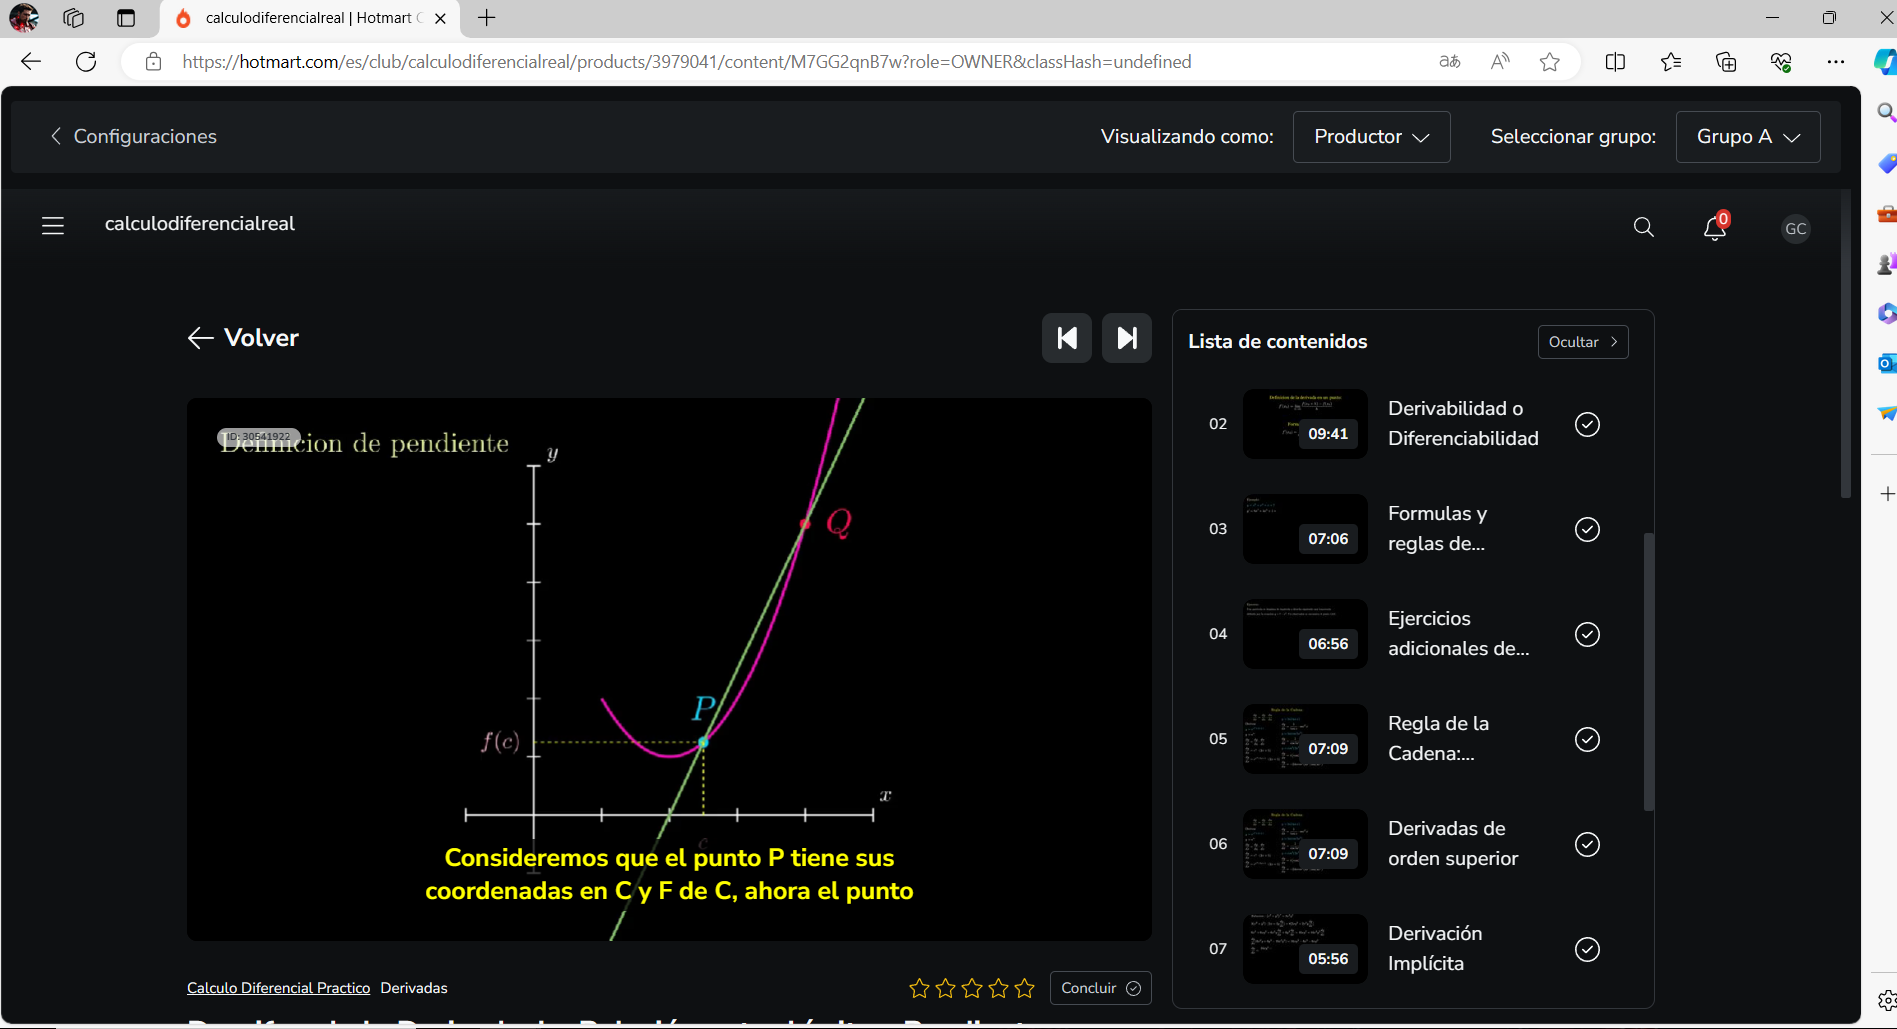 calculodiferencialreal | Hotmart C
https://hotmart.com/es/club/calculodiferencialreal/products/3979041/content/M7GG2qnB7w?role=OWNER&classHash=undefined
Configuraciones
Visualizando como:
Productor
Seleccionar grupo:
Grupo A
calculodiferencialreal
0
GC
Volver
ID: 30541922
Definicion de pendiente
y
Q
P
f(c)
x
c
Consideremos que el punto P tiene sus
coordenadas en C y F de C, ahora el punto
Calculo Diferencial Practico Derivadas
Concluir
Lista de contenidos
Ocultar
02
09:41
Derivabilidad o
Diferenciabilidad
03
07:06
Formulas y
reglas de...
04
06:56
Ejercicios
adicionales de...
05
07:09
Regla de la
Cadena:...
06
07:09
Derivadas de
orden superior
07
05:56
Derivación
Implícita